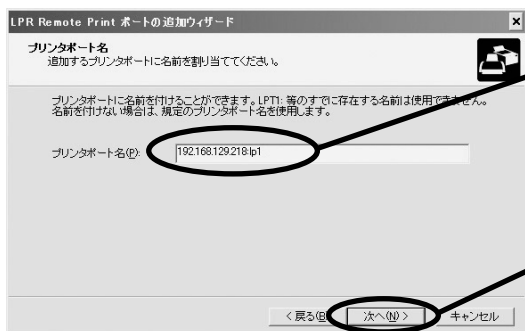 LPR Remote Print ポートの追加ウィザード
プリンタポート名
追加するプリンタポートに名前を割り当ててください。
プリンタポートに名前を付けることができます。LPT1: 等のすでに存在する名前は使用できません。
名前を付けない場合は、規定のプリンタポート名を使用します。
プリンタポート名(P):
192.168.129.218:lp1
< 戻る(B)
次へ(N) >
キャンセル